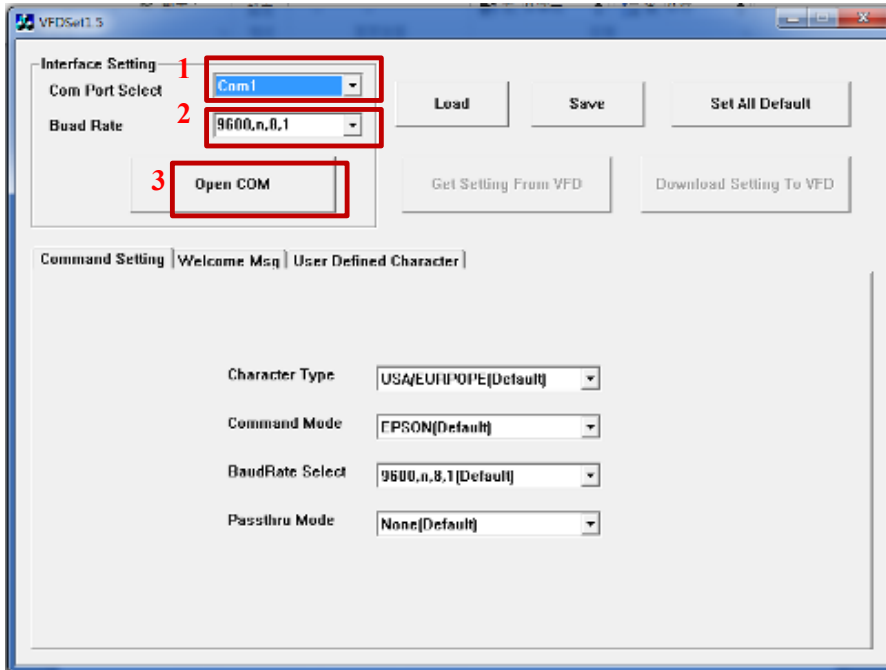 VFDSet1.5
Interface Setting
1
Com Port Select Com1
Load Save Set All Default
2
Buad Rate 9600,n,8,1
3
Open COM
Get Setting From VFD Download Setting To VFD
Command Setting Welcome Msg User Defined Character
Character Type USA/EURPOPE(Default)
Command Mode EPSON(Default)
BaudRate Select 9600,n,8,1(Default)
Passthru Mode None(Default)